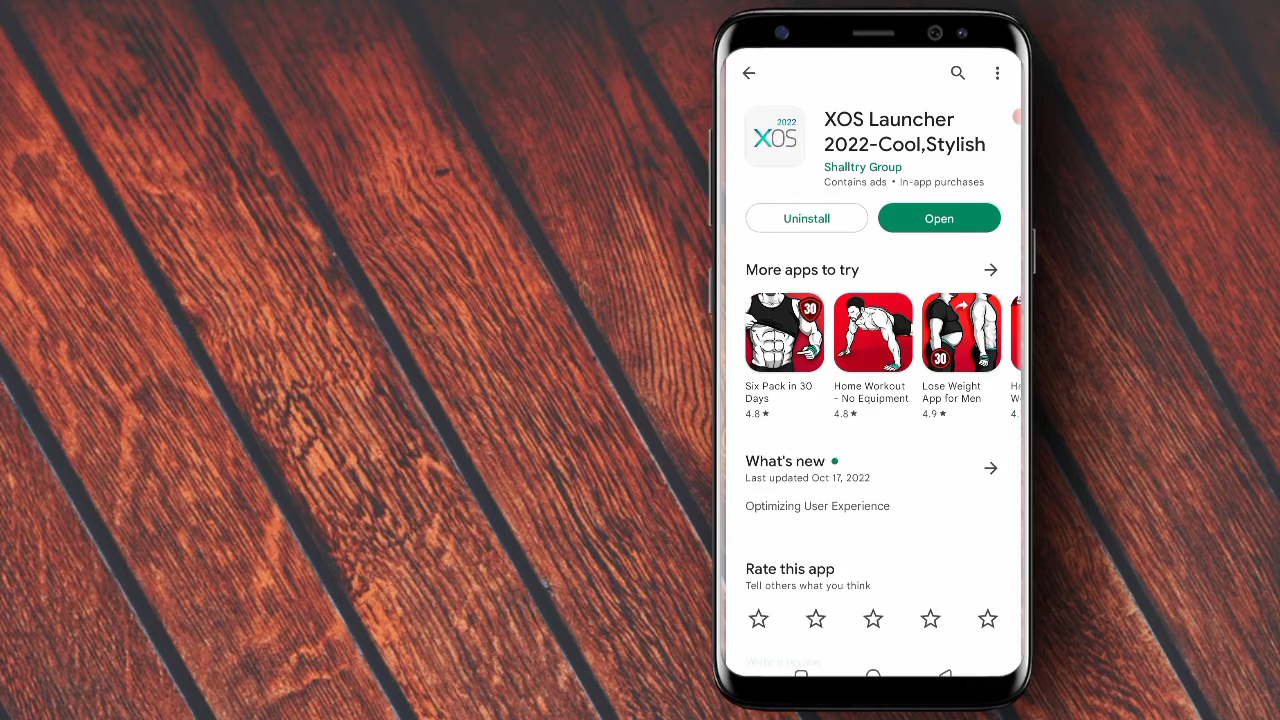 2022
XOS
XOS Launcher
2022-Cool,Stylish
Shalltry Group
Contains ads • In-app purchases
Uninstall
Open
More apps to try
30
30
Six Pack in 30
Days
4.8★
Home Workout
- No Equipment
4.8★
Lose Weight
App for Men
4.9★
What's new
Last updated Oct 17, 2022
Optimizing User Experience
Rate this app
Tell others what you think
Write a review